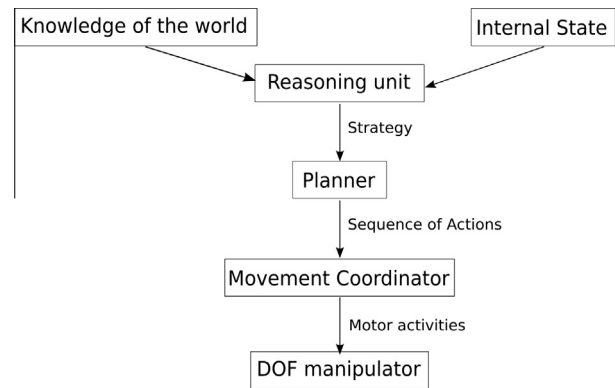 Knowledge of the world
Internal State
Reasoning unit
Strategy
Planner
Sequence of Actions
Movement Coordinator
Motor activities
DOF manipulator